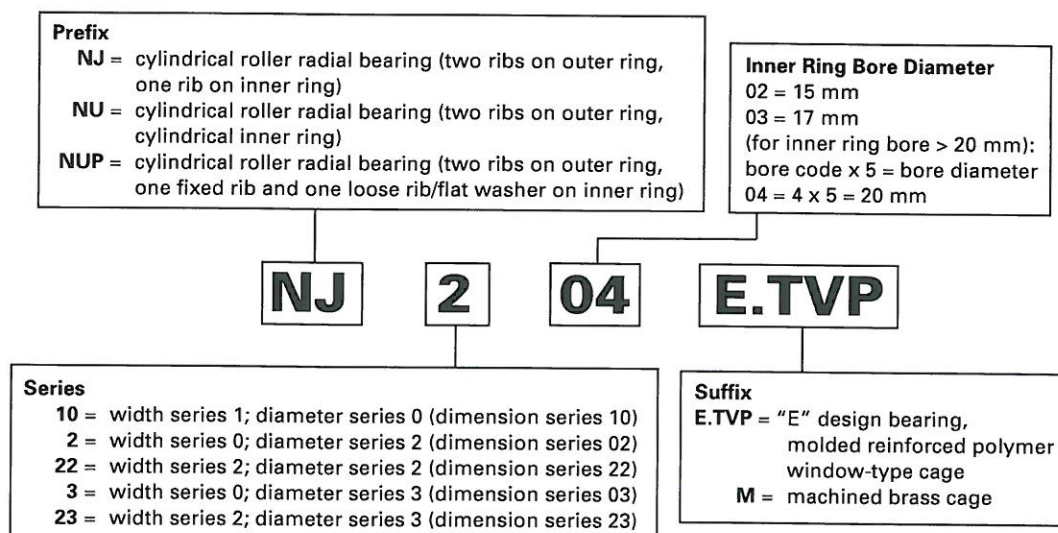 Prefix
NJ = cylindrical roller radial bearing (two ribs on outer ring,
one rib on inner ring)
NU = cylindrical roller radial bearing (two ribs on outer ring,
cylindrical inner ring)
NUP = cylindrical roller radial bearing (two ribs on outer ring,
one fixed rib and one loose rib/flat washer on inner ring)
Inner Ring Bore Diameter
02 = 15 mm
03 = 17 mm
(for inner ring bore > 20 mm):
bore code x 5 = bore diameter
04 = 4 x 5 = 20 mm
NJ 2 04 E.TVP
Series
10 = width series 1; diameter series 0 (dimension series 10)
2 = width series 0; diameter series 2 (dimension series 02)
22 = width series 2; diameter series 2 (dimension series 22)
3 = width series 0; diameter series 3 (dimension series 03)
23 = width series 2; diameter series 3 (dimension series 23)
Suffix
E.TVP = "E" design bearing,
molded reinforced polymer
window-type cage
M = machined brass cage